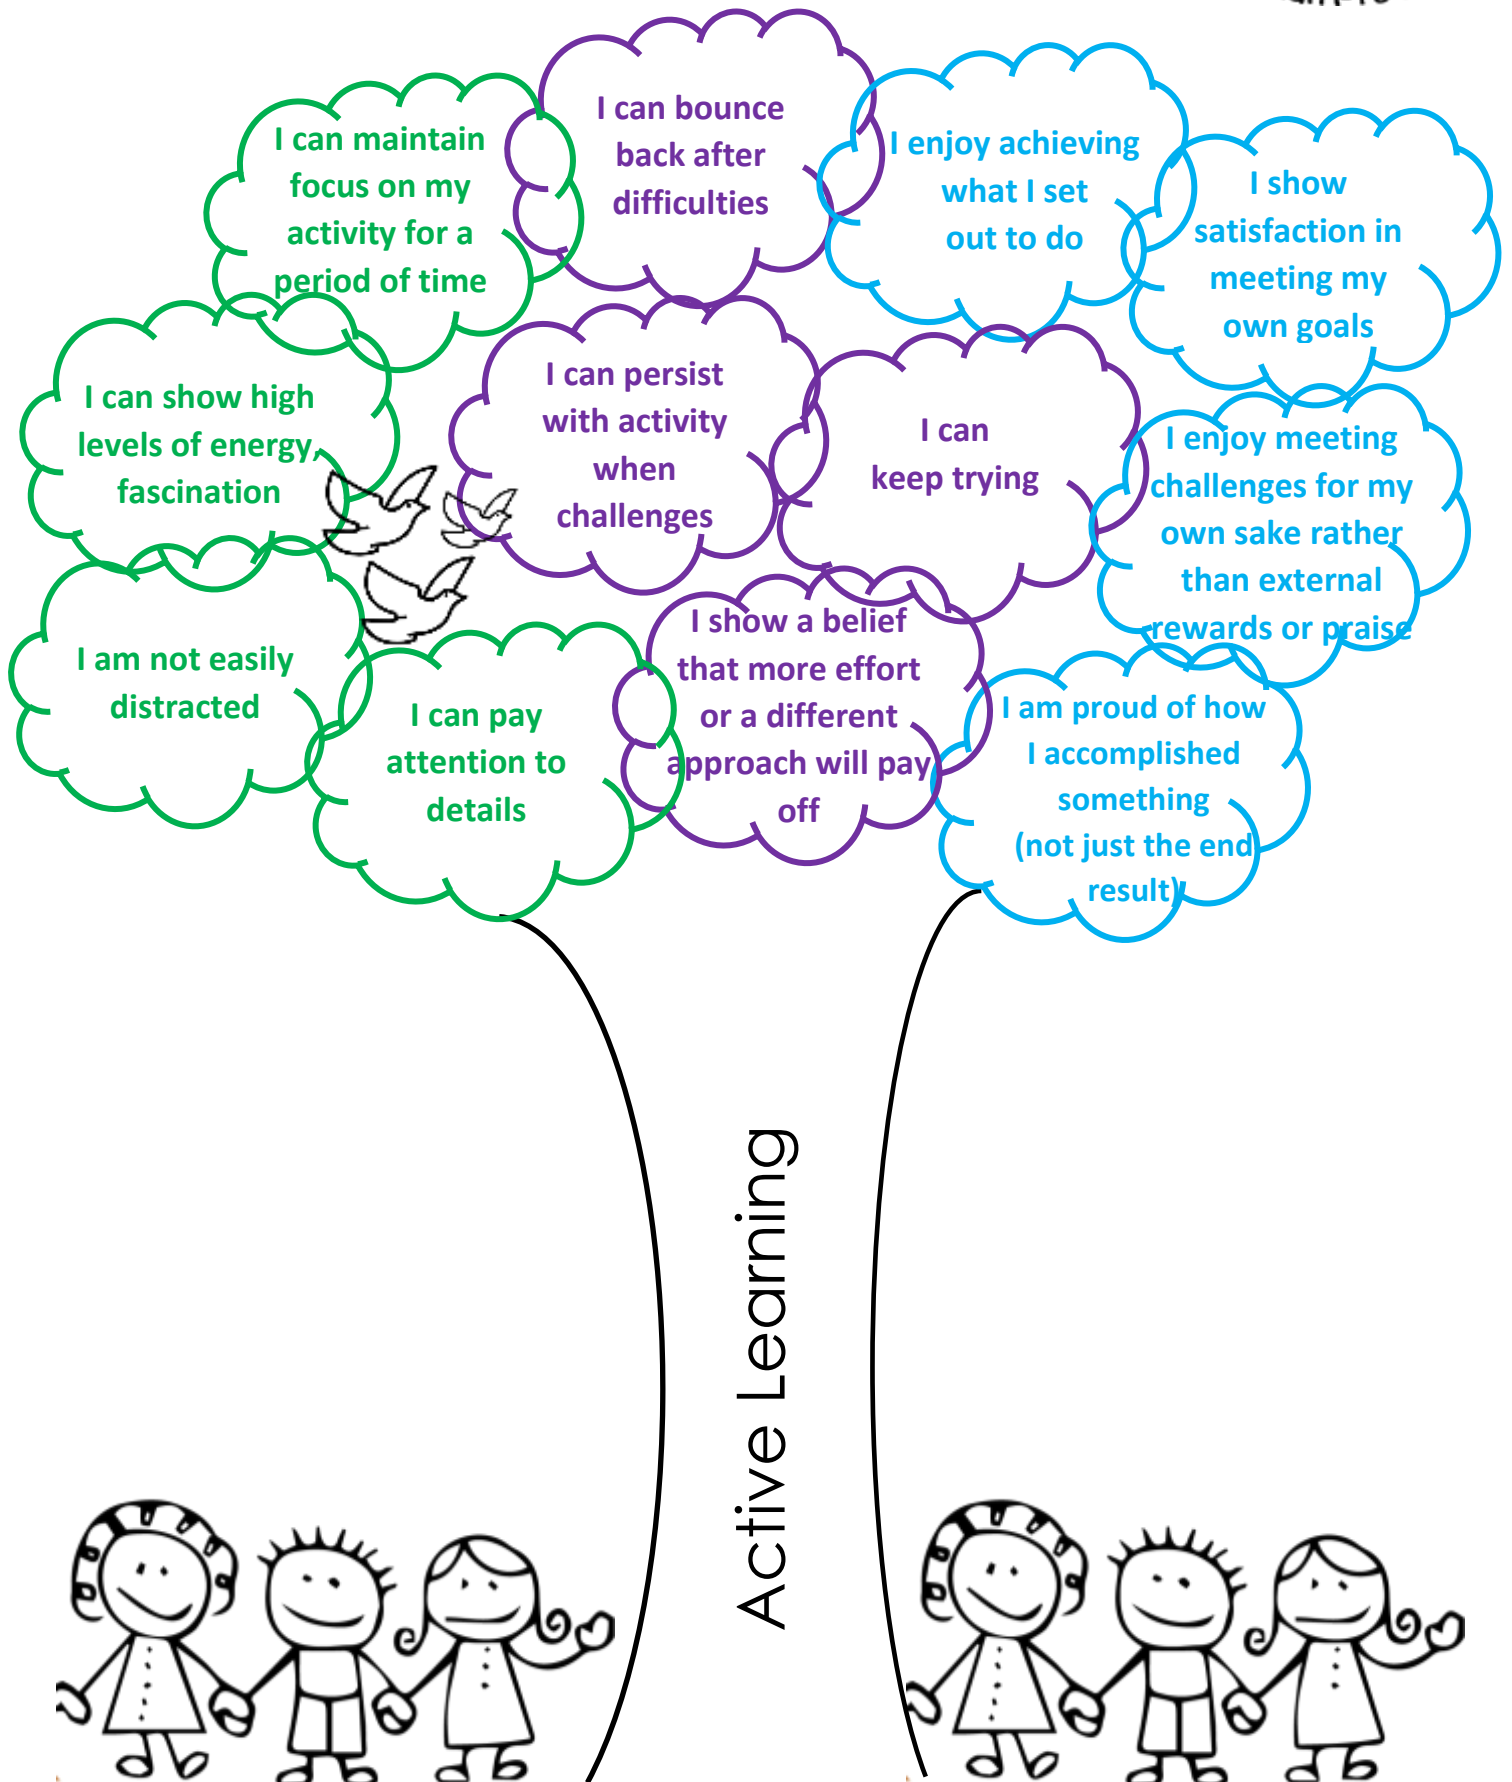 I can maintain
focus on my
activity for a
period of time
I can bounce
back after
difficulties
I enjoy achieving
what I set
out to do
I show
satisfaction in
meeting my
own goals
I can show high
levels of energy,
fascination
I can persist
with activity
when
challenges
I can
keep trying
I enjoy meeting
challenges for my
own sake rather
than external
rewards or praise
I am not easily
distracted
I can pay
attention to
details
I show a belief
that more effort
or a different
approach will pay
off
I am proud of how
I accomplished
something
(not just the end
result)
Active Learning